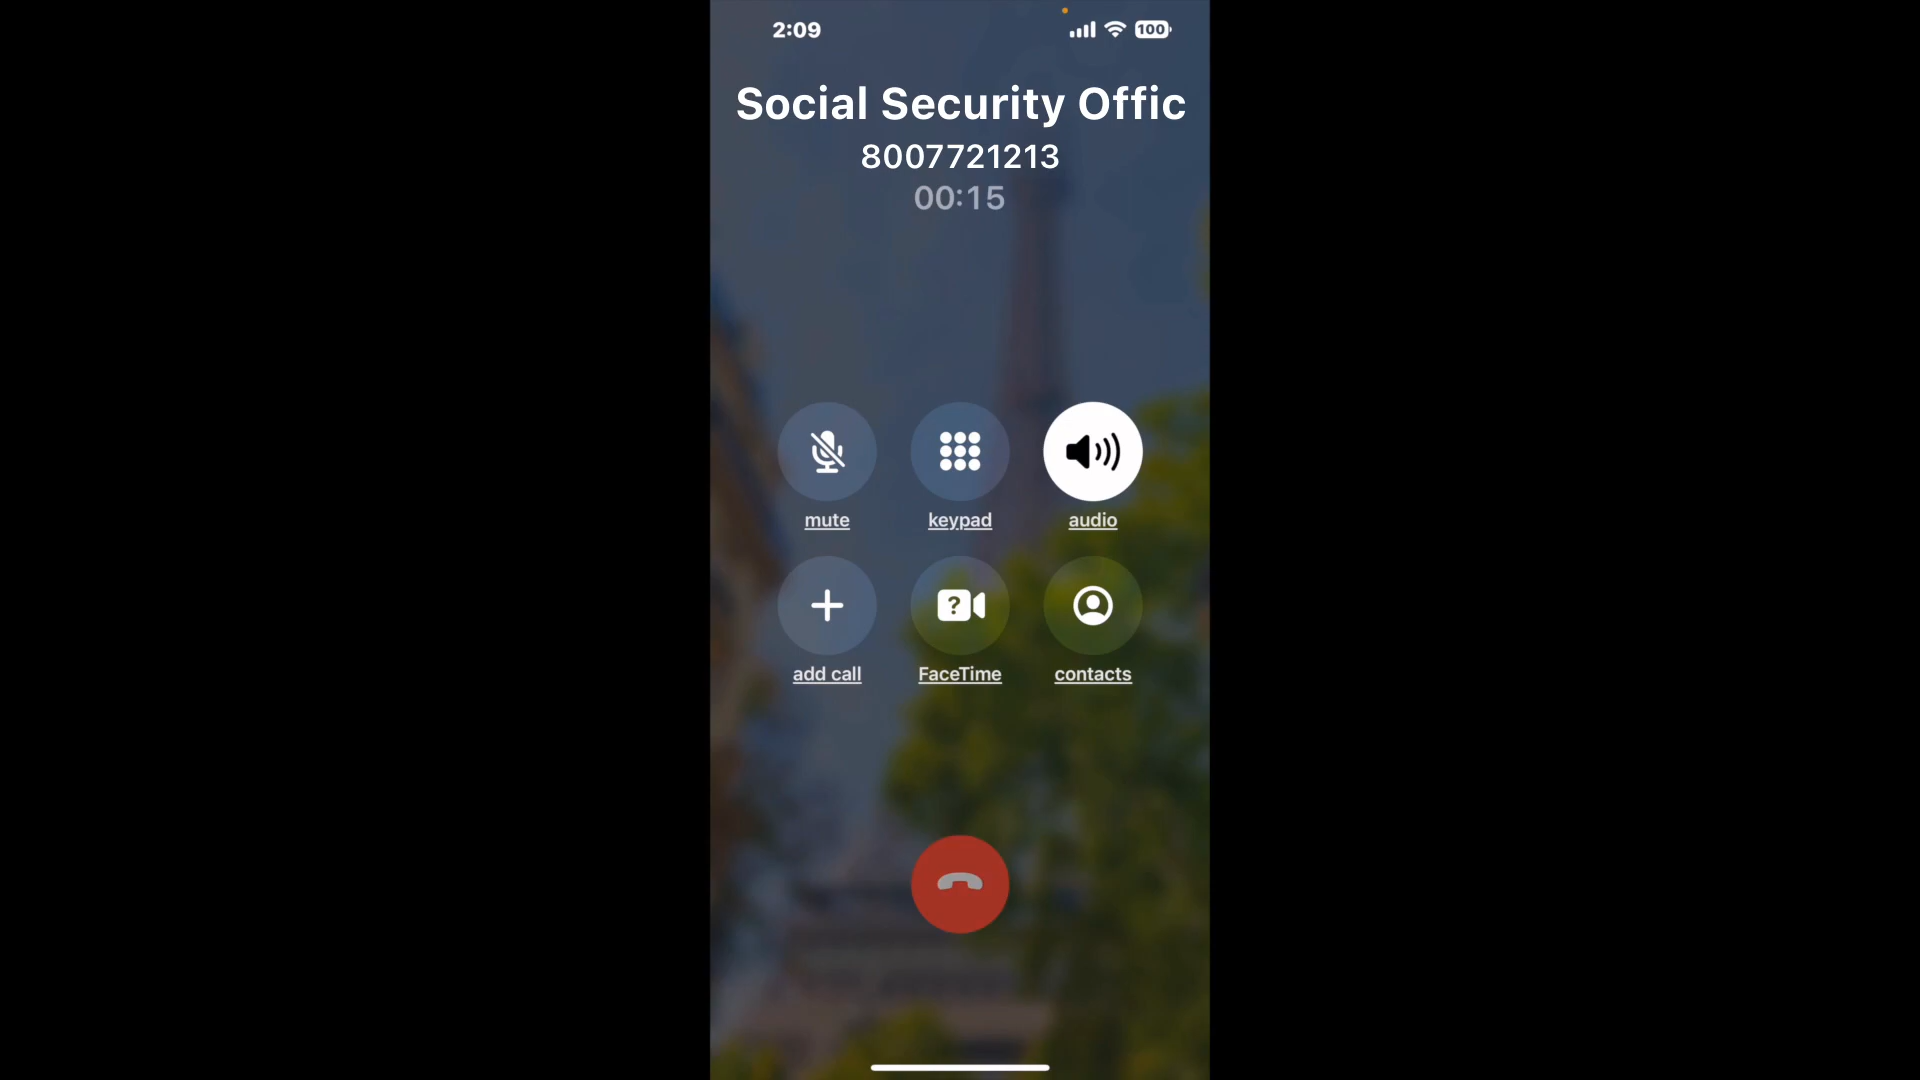 2:09
100
Social Security Offic
8007721213
00:15
mute
keypad
audio
?
add call
FaceTime
contacts